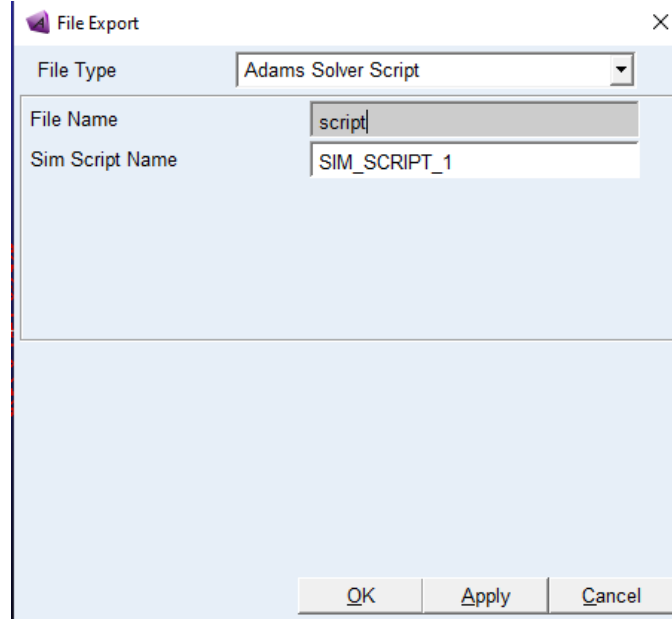 File Export
File Type Adams Solver Script
File Name script
Sim Script Name SIM_SCRIPT_1
OK Apply Cancel